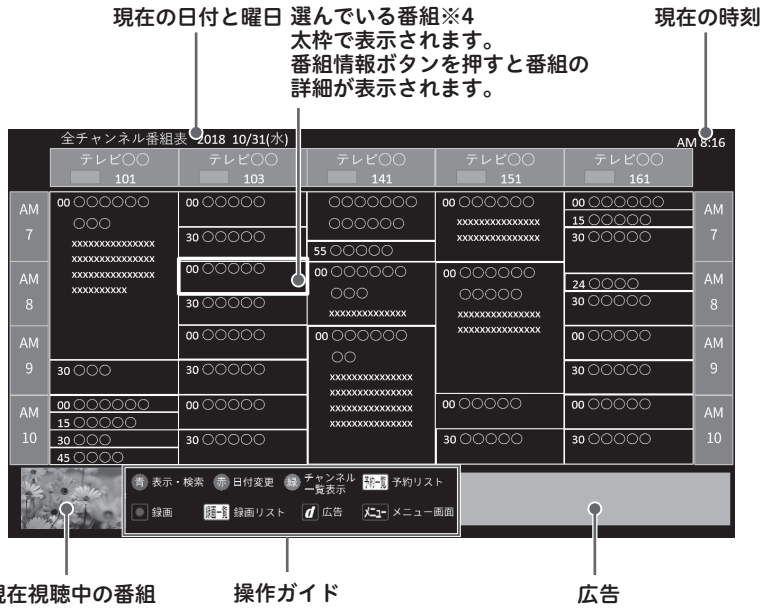 現在の日付と曜日
選んでいる番組※4
太枠で表示されます。
番組情報ボタンを押すと番組の
詳細が表示されます。
現在の時刻
全チャンネル番組表 2018 10/31(水)
AM 8:16
テレビ〇〇 テレビ〇〇 テレビ〇〇 テレビ〇〇 テレビ〇〇
101 103 141 151 161
AM
7
AM
8
AM
9
AM
10
00 〇〇〇〇〇〇
〇〇〇
xxxxxxxxxxxxxxx
xxxxxxxxxxxxxxx
xxxxxxxxxxxxxxx
xxxxxxxxxx
30 〇〇〇
00 〇〇〇〇〇〇
15 〇〇〇〇〇
30 〇〇〇
45 〇〇〇〇
00 〇〇〇〇〇
30 〇〇〇〇〇
00 〇〇〇〇〇
30 〇〇〇〇〇
00 〇〇〇〇〇
30 〇〇〇〇〇
00 〇〇〇〇〇
30 〇〇〇〇〇
〇〇〇〇〇〇〇
〇〇〇〇〇〇
55 〇〇〇〇〇
00 〇〇〇〇〇〇
〇〇〇
xxxxxxxxxxxxxx
00 〇〇〇〇〇〇
〇〇
xxxxxxxxxxxxxxx
xxxxxxxxxxxxxxx
xxxxxxxxxxxxxxx
xxxxxxxxxxxxxxx
00 〇〇〇〇〇
xxxxxxxxxxxxxxx
xxxxxxxxxxxxxxx
00 〇〇〇〇〇〇
〇〇〇〇〇
xxxxxxxxxxxxxxx
xxxxxxxxxxxxxxx
00 〇〇〇〇〇
30 〇〇〇〇〇
00 〇〇〇〇〇〇
15 〇〇〇〇〇
30 〇〇〇〇〇
24 〇〇〇〇
30 〇〇〇〇〇
00 〇〇〇〇〇
30 〇〇〇〇〇
00 〇〇〇〇〇
30 〇〇〇〇〇
AM
7
AM
8
AM
9
AM
10
青 表示・検索 赤 日付変更 緑 チャンネル一覧表示 予約一覧 予約リスト
録画 録画一覧 録画リスト d 広告 メニュー メニュー画面
現在視聴中の番組
操作ガイド
広告